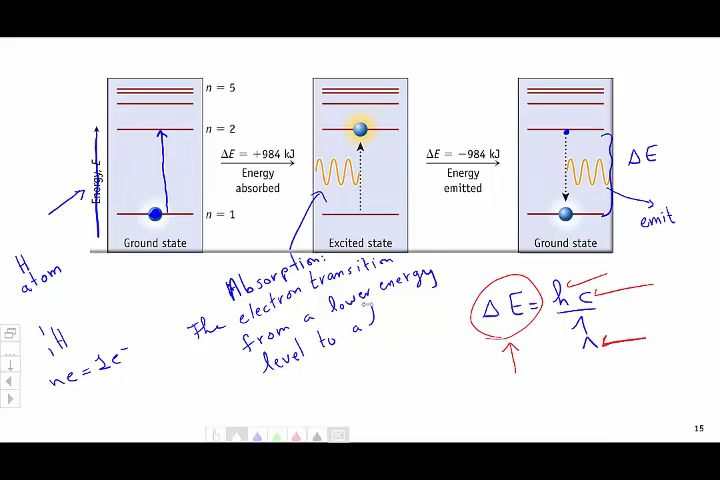 n = 5
n = 2
n = 1
Energy, E
Ground state
ΔE = +984 kJ
Energy
absorbed
Excited state
ΔE = −984 kJ
Energy
emitted
Ground state
ΔE
emit
H
atom
1
1H
ne = 1e⁻
Absorption:
The electron transition
from a lower energy
level to a
ΔE = hc
λ
15